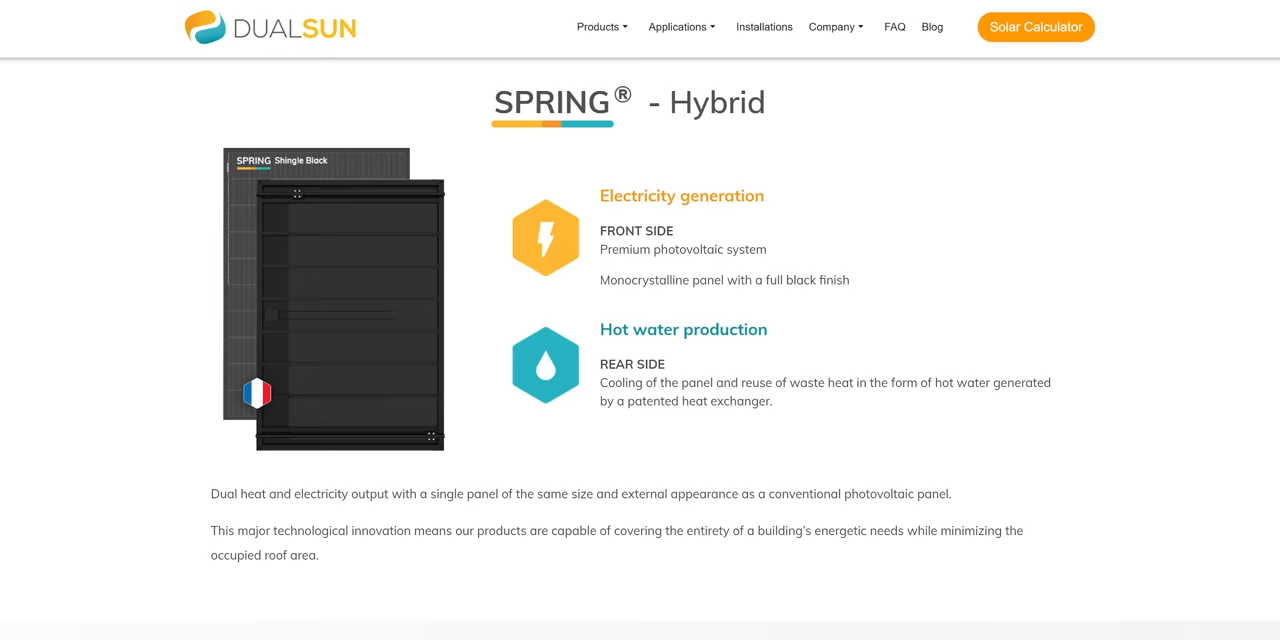 DUALSUN
Products Applications Installations Company FAQ Blog Solar Calculator
SPRING® - Hybrid
SPRING Shingle Black
Electricity generation
FRONT SIDE
Premium photovoltaic system
Monocrystalline panel with a full black finish
Hot water production
REAR SIDE
Cooling of the panel and reuse of waste heat in the form of hot water generated
by a patented heat exchanger.
Dual heat and electricity output with a single panel of the same size and external appearance as a conventional photovoltaic panel.
This major technological innovation means our products are capable of covering the entirety of a building’s energetic needs while minimizing the
occupied roof area.